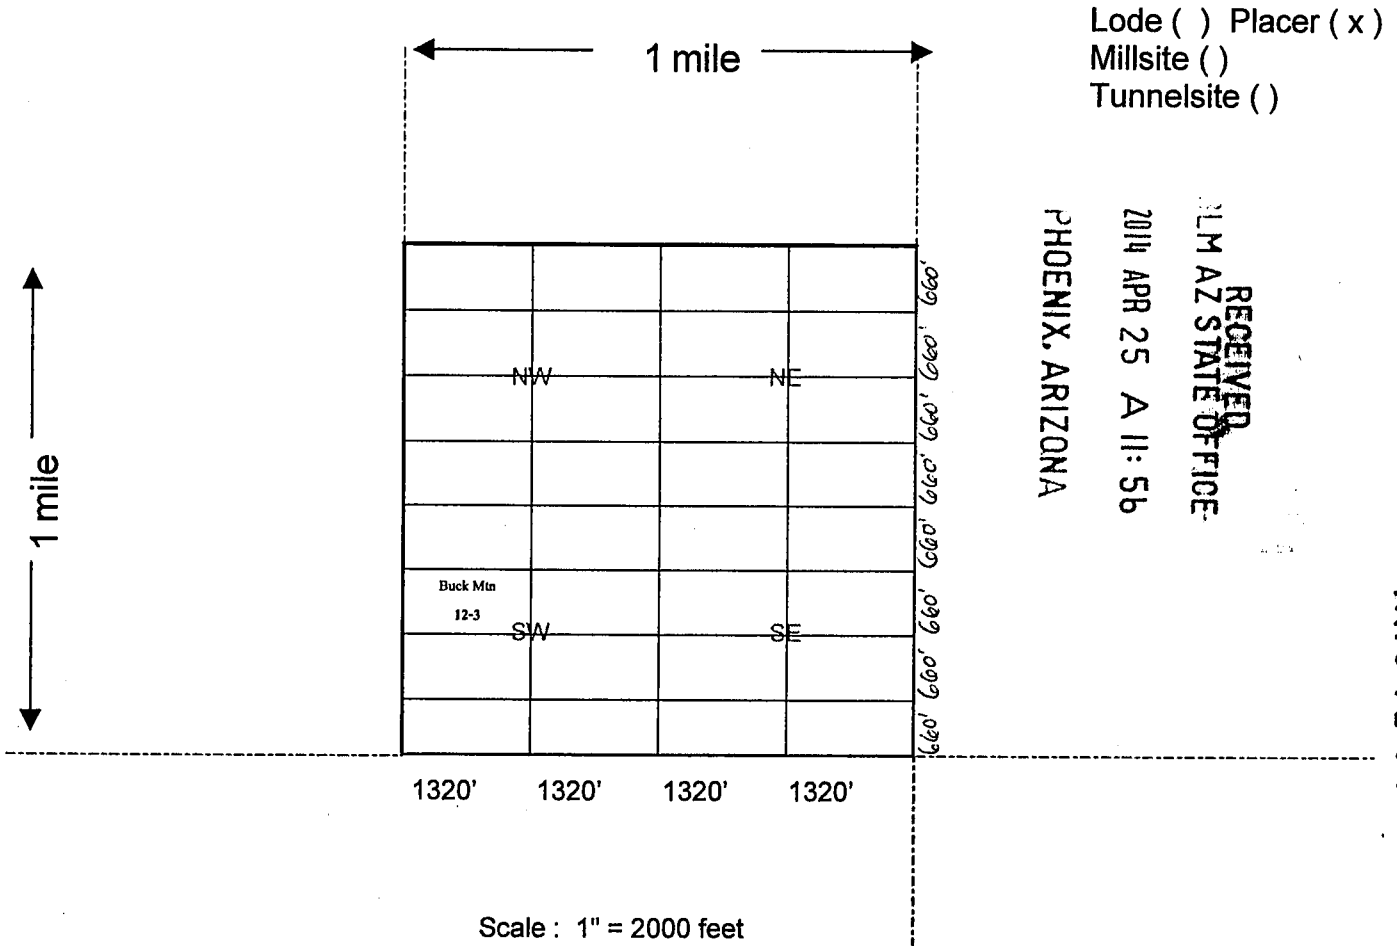 Lode ( ) Placer ( x )
Millsite ( )
Tunnelsite ( )
1 mile
1 mile
RECEIVED
AZ STATE OFFICE
2014 APR 25 A 11:56
PHOENIX, ARIZONA
NW
NE
Buck Mtn
12-3
SW
SE
660'
660'
660'
660'
660'
660'
660'
660'
1320' 1320' 1320' 1320'
Scale : 1" = 2000 feet